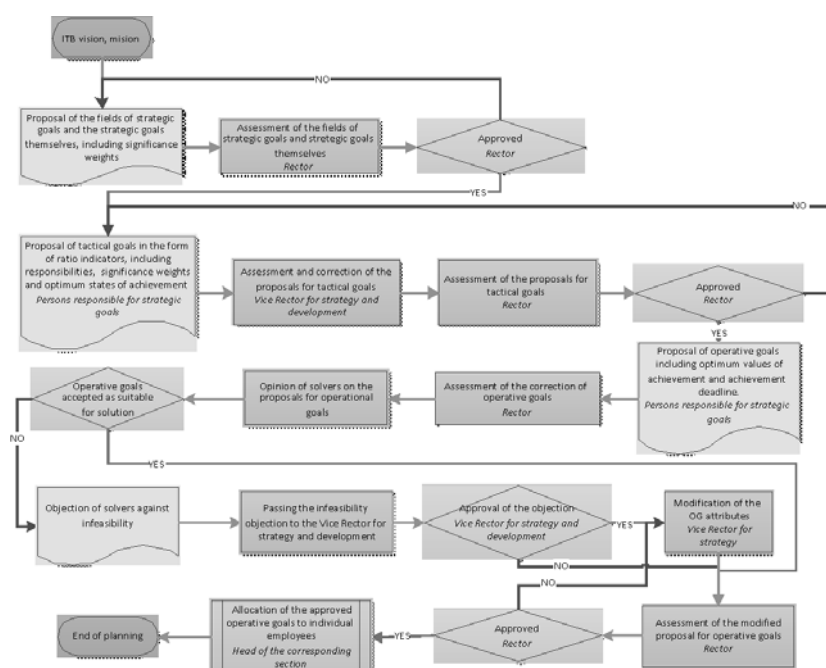 ITB vision, mision
NO
Proposal of the fields of strategic
goals and the strategic goals
themselves, including significance
weights
Assessment of the fields of
strategic goals and stretegic goals
themselves
Rector
Approved
Rector
YES
NO
Proposal of tactical goals in the form
of ratio indicators, including
responsibilities, significance weights
and optimum states of achievement
Persons responsible for strategic
goals
Assessment and correction of the
proposals for tactical goals
Vice Rector for strategy and
development
Assessment of the proposals for
tactical goals
Rector
Approved
Rector
YES
Proposal of operative goals
including optimum values of
achievement and achievement
deadline.
Persons responsible for strategic
goals
Assessment of the correction of
operative goals
Rector
Opinion of solvers on the
proposals for operational
goals
Operative goals
accepted as suitable
for solution
NO
YES
Objection of solvers against
infeasibility
Passing the infeasibility
objection to the Vice Rector for
strategy and development
Approval of the objection
Vice Rector for strategy and
development
YES
NO
Modification of the
OG attributes
Vice Rector for
strategy
NO
Assessment of the modified
proposal for operative goals
Rector
Approved
Rector
YES
Allocation of the approved
operative goals to individual
employees
Head of the corresponding
section
End of planning